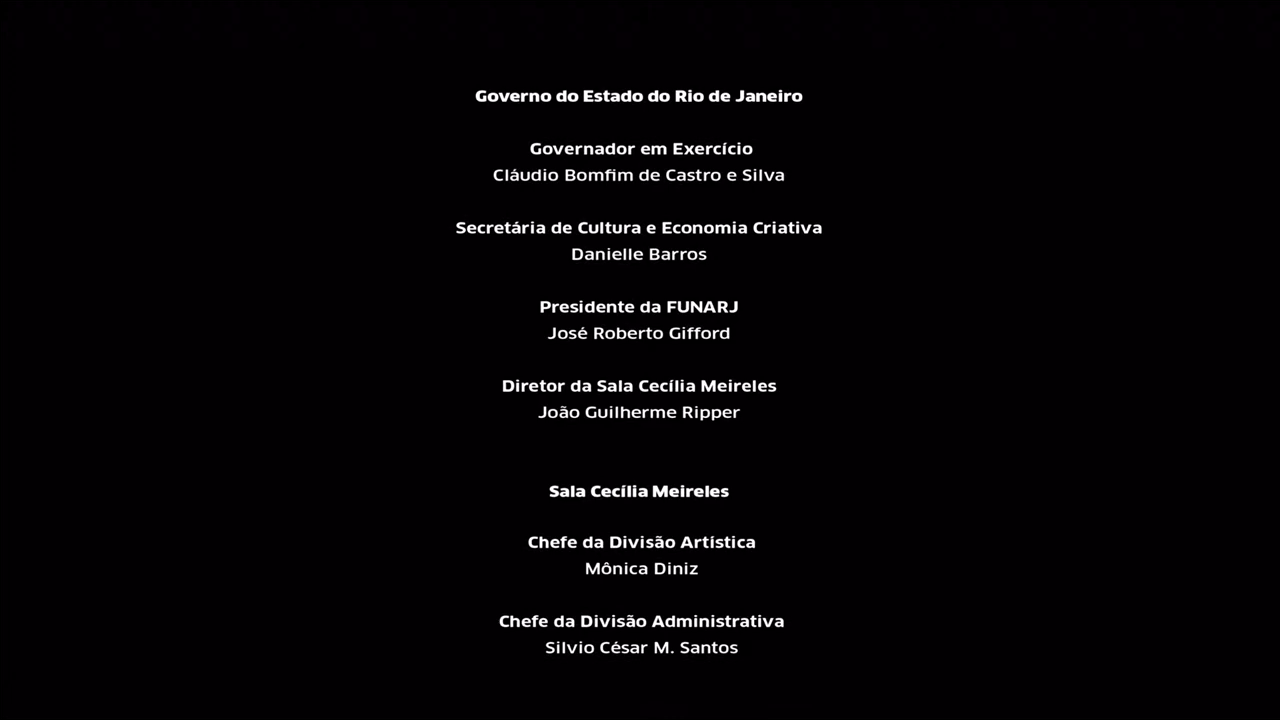 Governo do Estado do Rio de Janeiro
Governador em Exercício
Cláudio Bomfim de Castro e Silva
Secretária de Cultura e Economia Criativa
Danielle Barros
Presidente da FUNARJ
José Roberto Gifford
Diretor da Sala Cecília Meireles
João Guilherme Ripper
Sala Cecília Meireles
Chefe da Divisão Artística
Mônica Diniz
Chefe da Divisão Administrativa
Silvio César M. Santos